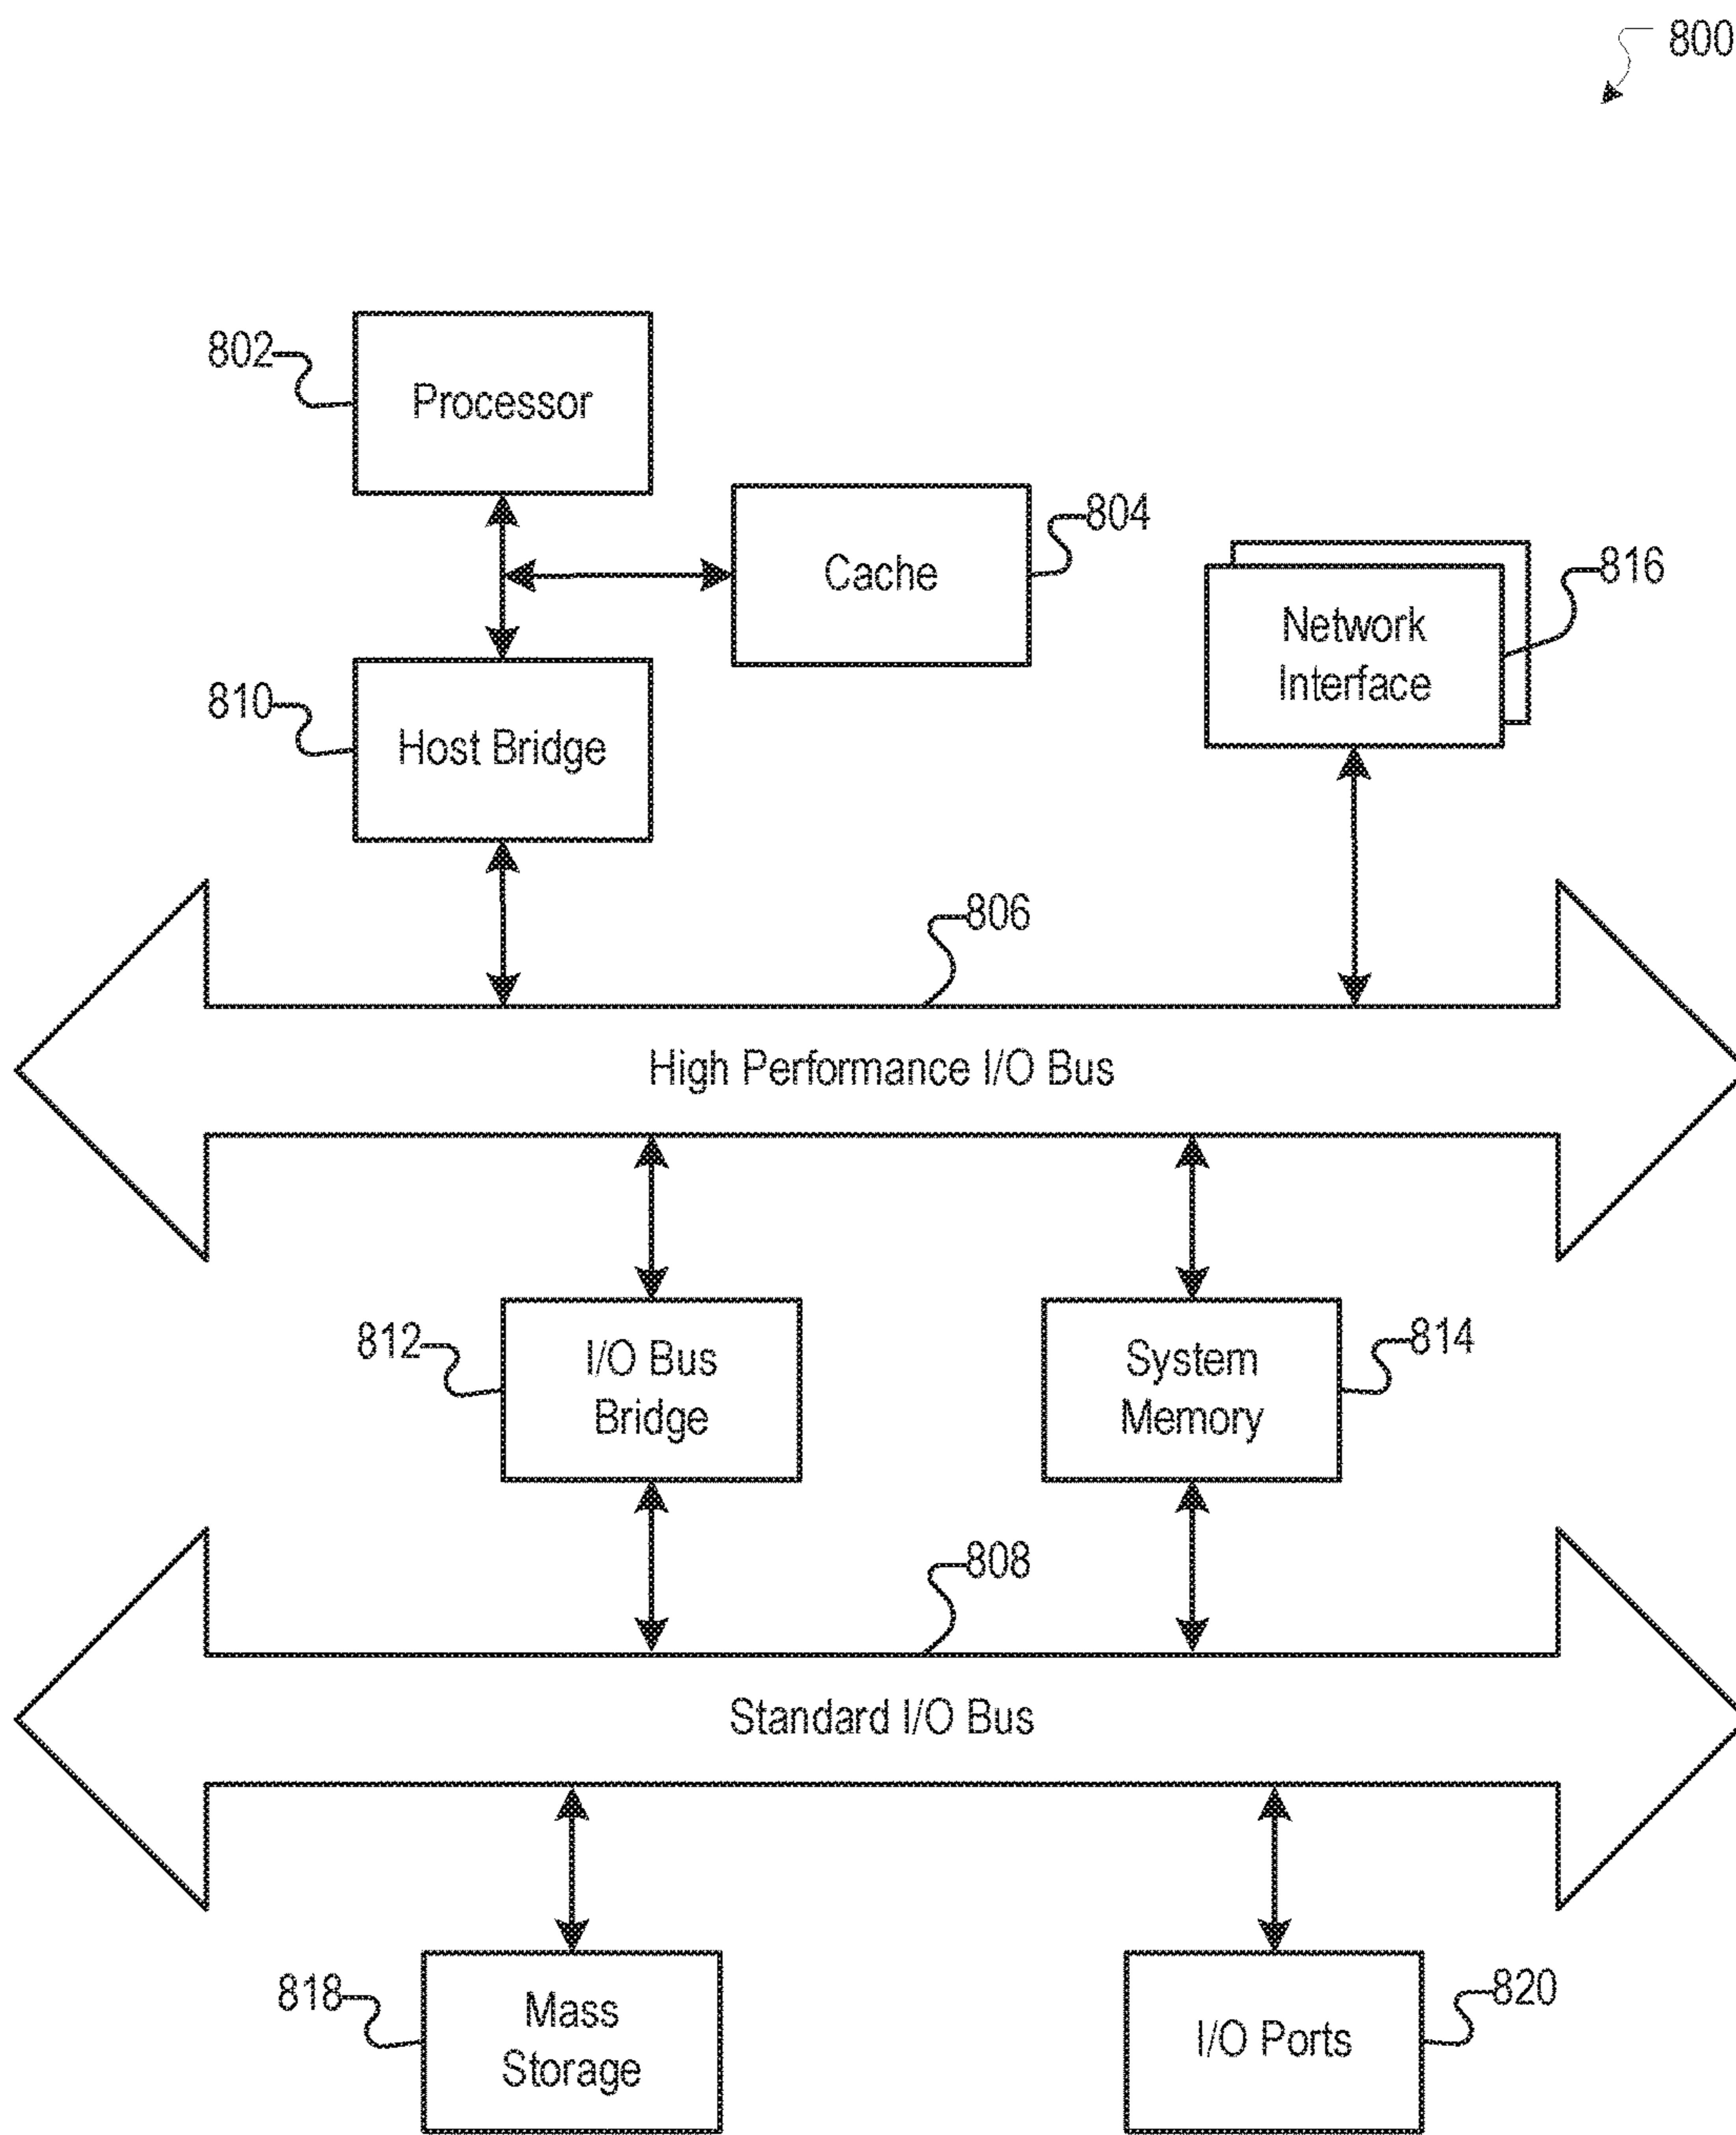 800
802
Processor
804
Cache
816
Network
Interface
810
Host Bridge
806
High Performance I/O Bus
812
I/O Bus
Bridge
814
System
Memory
808
Standard I/O Bus
818
Mass
Storage
820
I/O Ports